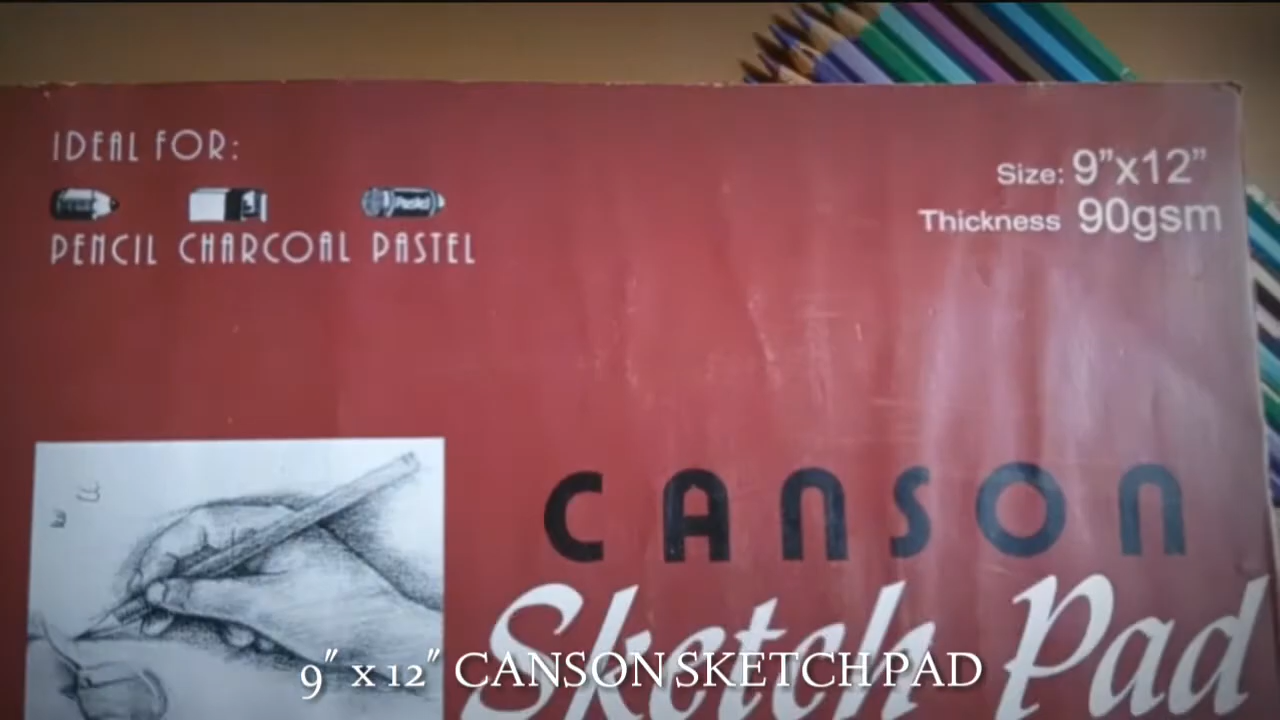 IDEAL FOR:
PENCIL CHARCOAL PASTEL
Size: 9”x12”
Thickness 90gsm
CANSON
Sketch Pad
9" x 12" CANSON SKETCH PAD